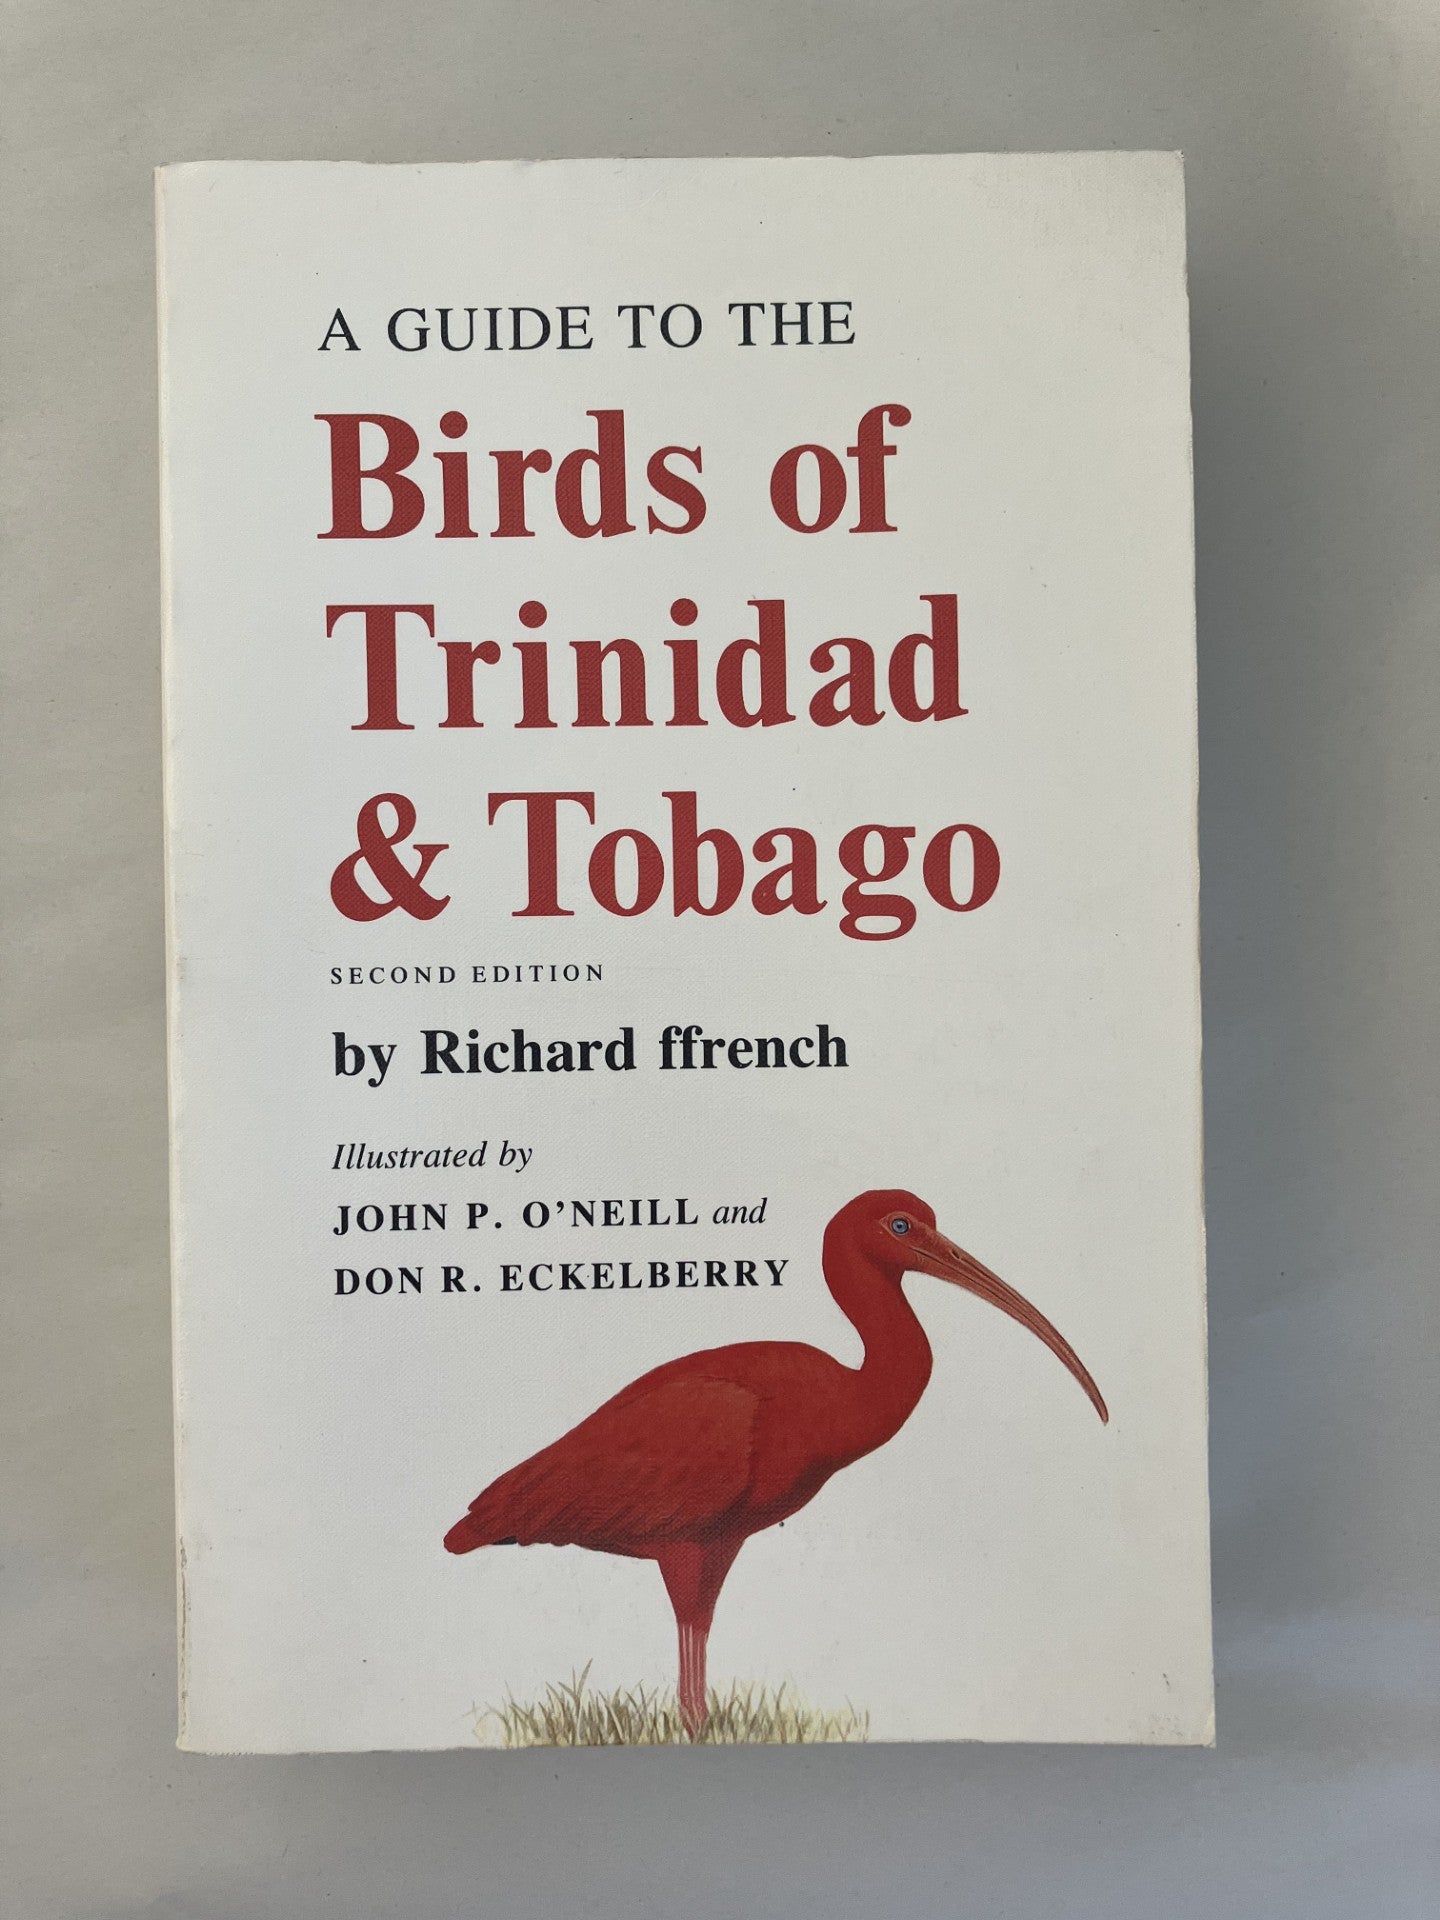 A GUIDE TO THE
Birds of
Trinidad
& Tobago
SECOND EDITION
by Richard ffrench
Illustrated by
JOHN P. O'NEILL and
DON R. ECKELBERRY